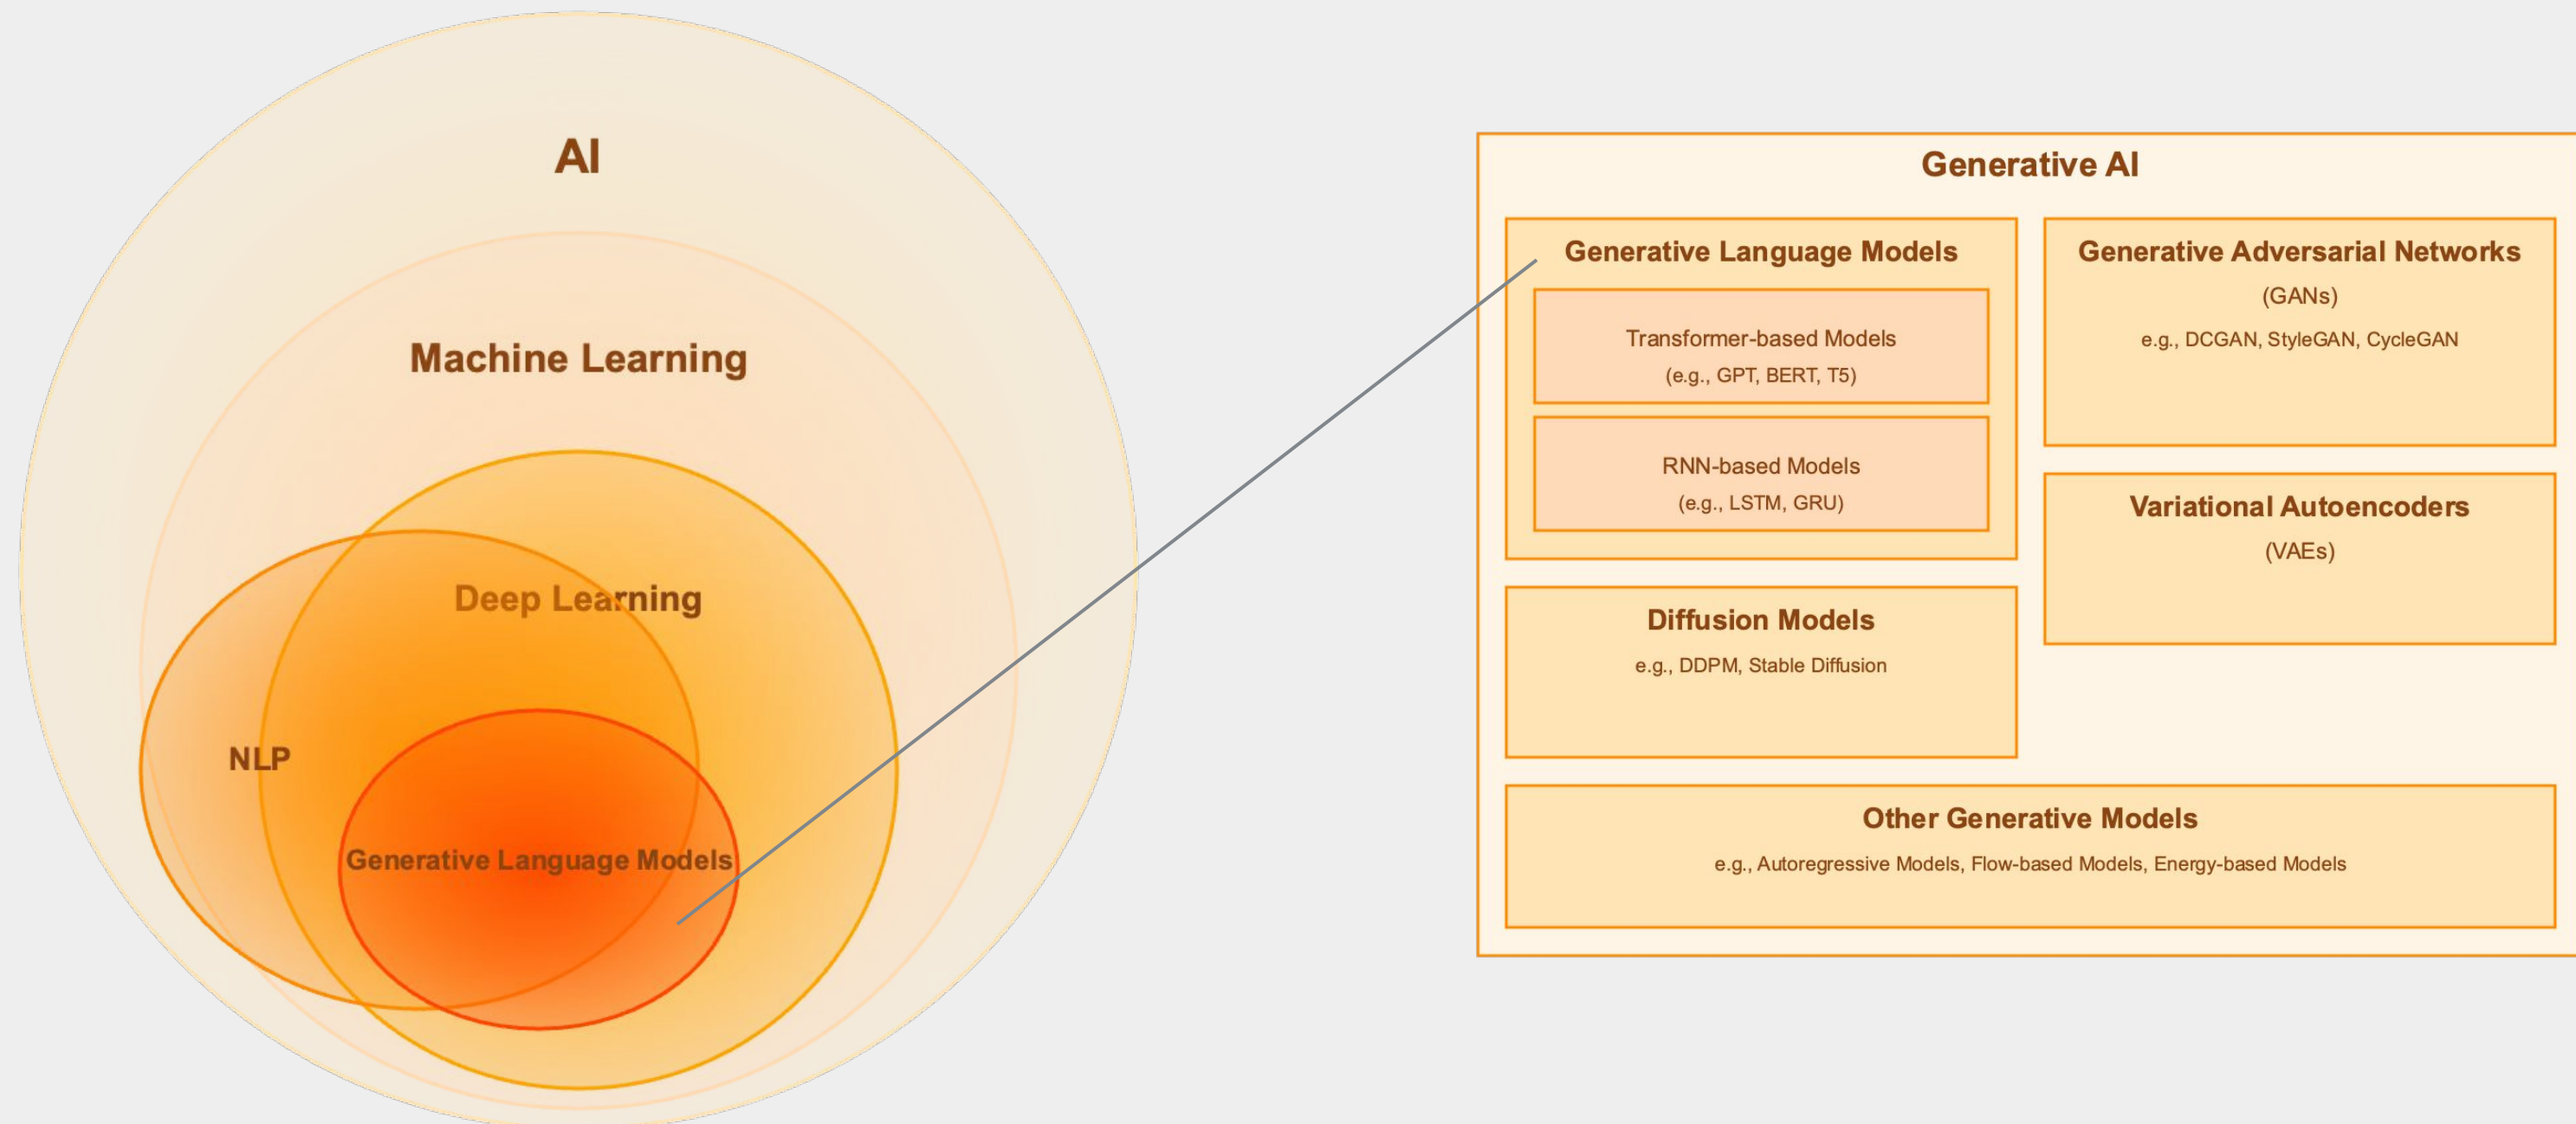 AI
Machine Learning
Deep Learning
NLP
Generative Language Models
Generative AI
Generative Language Models
Transformer-based Models
(e.g., GPT, BERT, T5)
RNN-based Models
(e.g., LSTM, GRU)
Generative Adversarial Networks
(GANs)
e.g., DCGAN, StyleGAN, CycleGAN
Variational Autoencoders
(VAEs)
Diffusion Models
e.g., DDPM, Stable Diffusion
Other Generative Models
e.g., Autoregressive Models, Flow-based Models, Energy-based Models